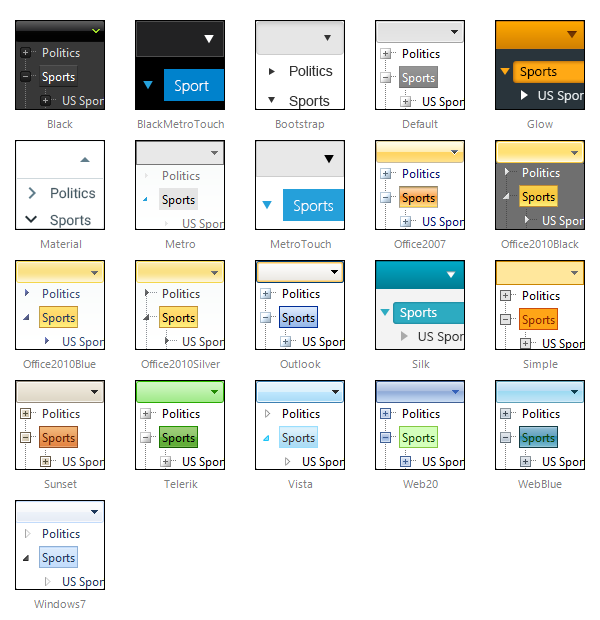 Politics
Sports
US Spor
Black
Sport
BlackMetroTouch
Politics
Sports
Bootstrap
Politics
Sports
US Spor
Default
Sports
US Spor
Glow
Politics
Sports
Material
Politics
Sports
US Spor
Metro
Sports
MetroTouch
Politics
Sports
US Spor
Office2007
Politics
Sports
US Spor
Office2010Black
Politics
Sports
US Spor
Office2010Blue
Politics
Sports
US Spor
Office2010Silver
Politics
Sports
US Spor
Outlook
Sports
US Spor
Silk
Politics
Sports
US Spor
Simple
Politics
Sports
US Spor
Sunset
Politics
Sports
US Spor
Telerik
Politics
Sports
US Spor
Vista
Politics
Sports
US Spor
Web20
Politics
Sports
US Spor
WebBlue
Politics
Sports
US Spor
Windows7